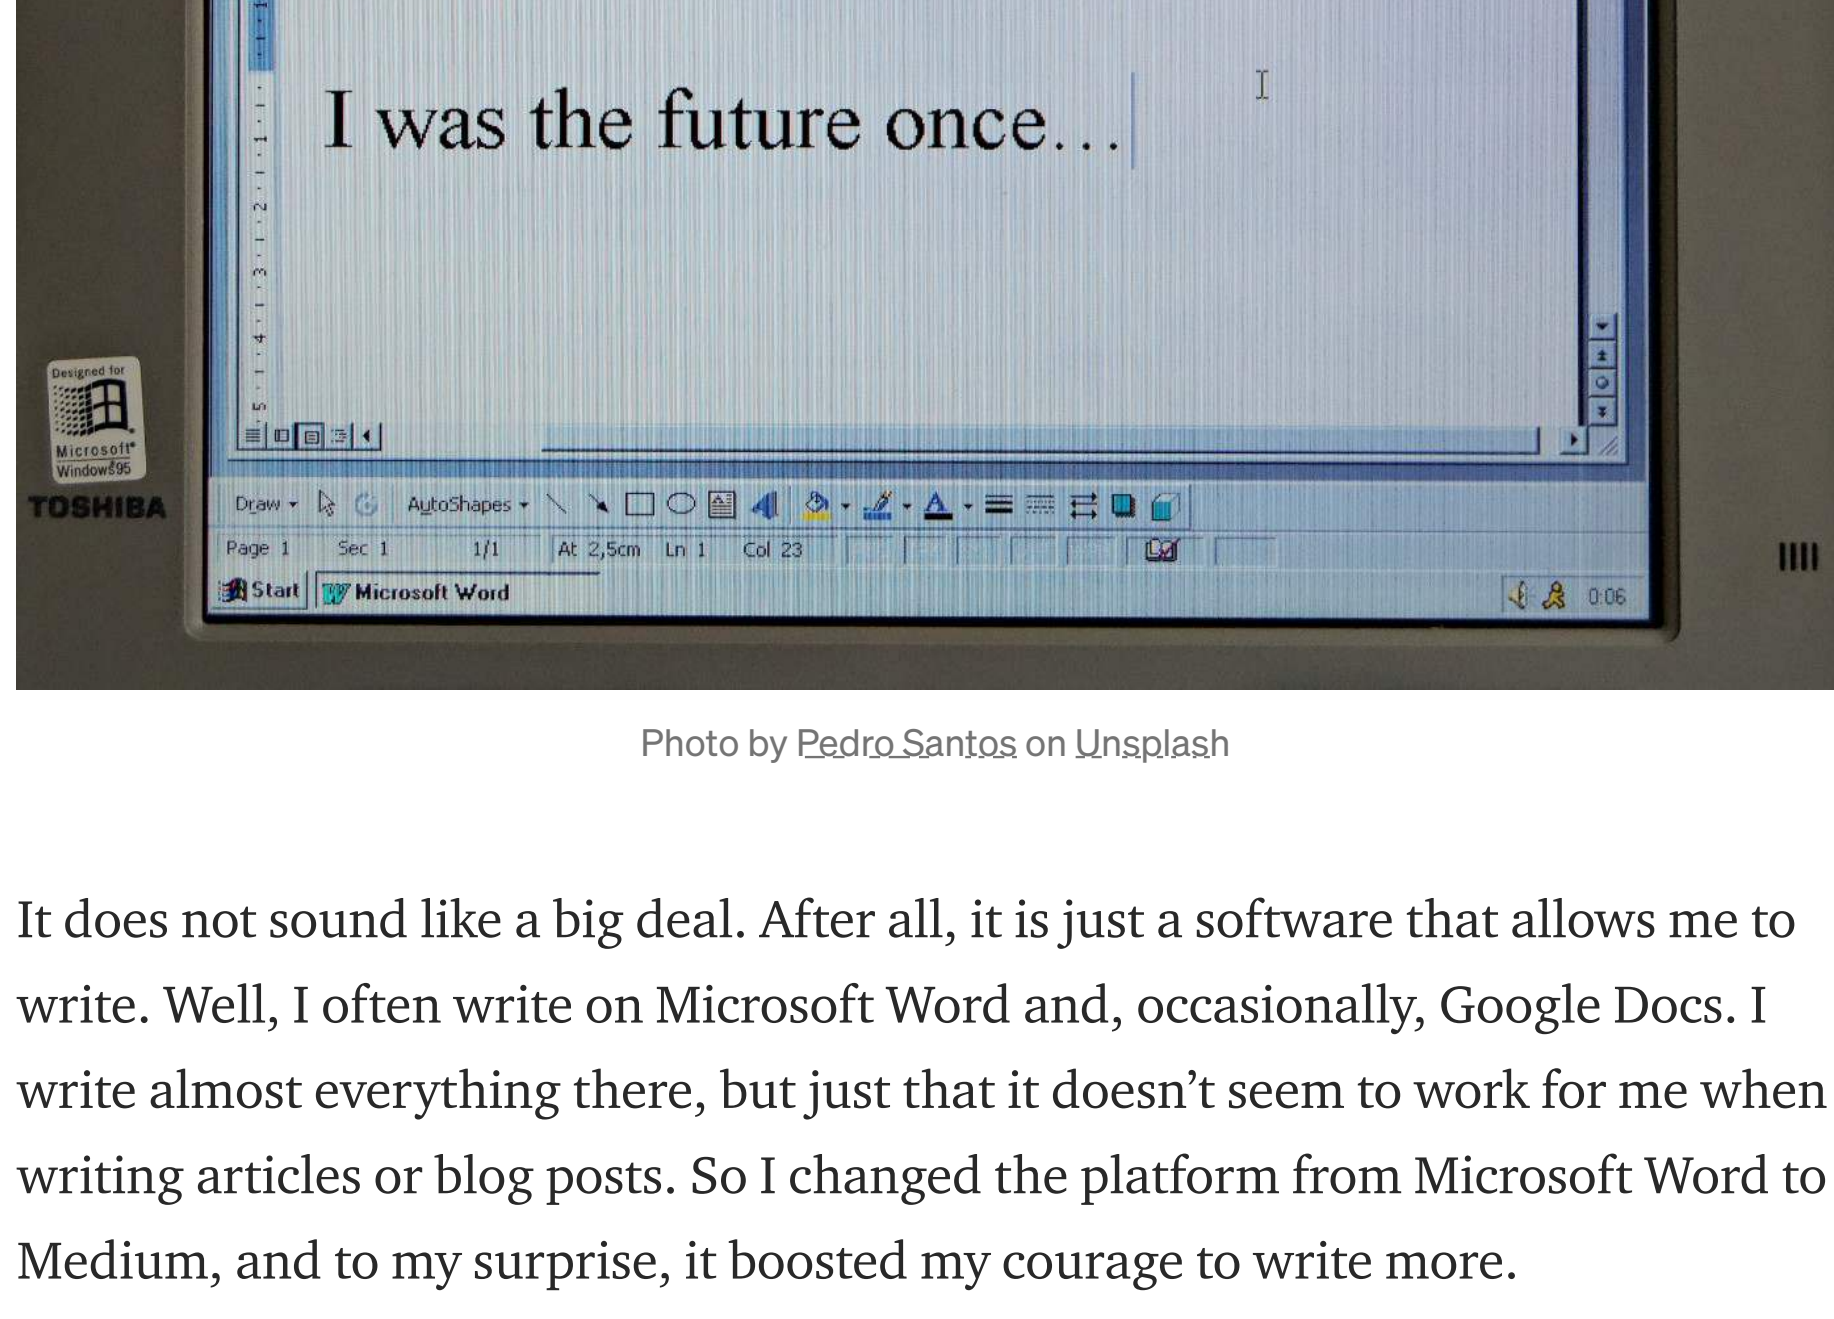 I was the future once...
Designed for
Microsoft®
Windows®95
TOSHIBA
Draw
AutoShapes
Page 1 Sec 1 1/1 At 2,5cm Ln 1 Col 23
Start Microsoft Word 0:06
Photo by Pedro Santos on Unsplash
It does not sound like a big deal. After all, it is just a software that allows me to
write. Well, I often write on Microsoft Word and, occasionally, Google Docs. I
write almost everything there, but just that it doesn’t seem to work for me when
writing articles or blog posts. So I changed the platform from Microsoft Word to
Medium, and to my surprise, it boosted my courage to write more.